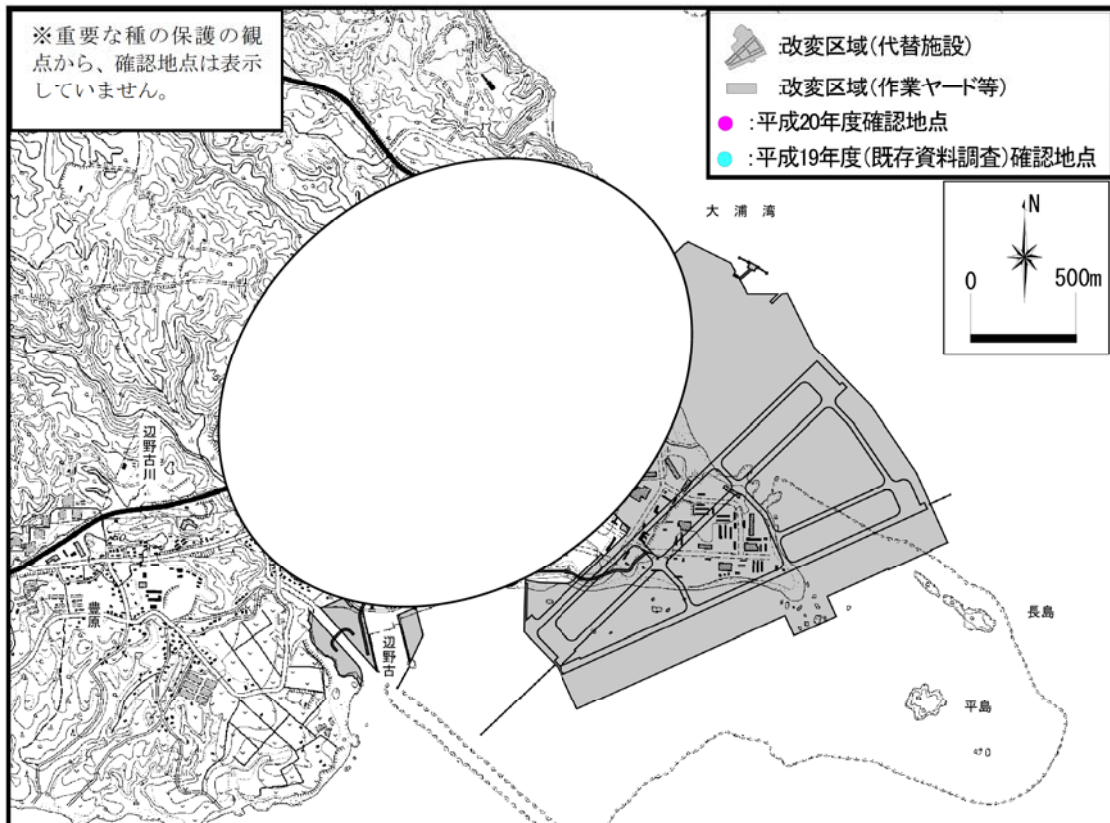 ※重要な種の保護の観
点から、確認地点は表示
していません。
:改変区域(代替施設)
:改変区域(作業ヤード等)
:平成20年度確認地点
:平成19年度(既存資料調査)確認地点
大浦湾
N
0 500m
辺野古川
豊原
辺野古
長島
平島